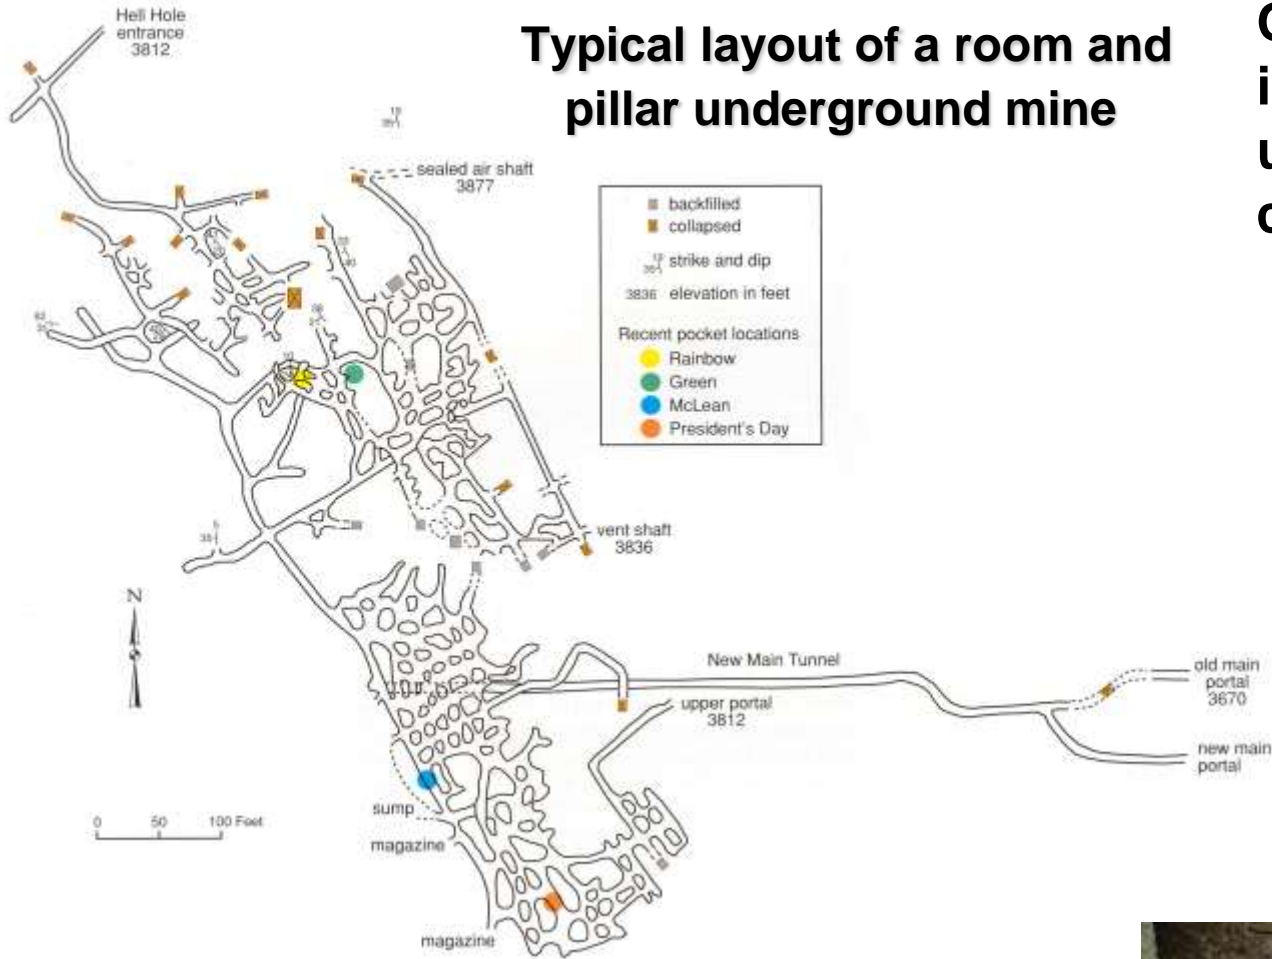 Hell Hole
entrance
3812
Typical layout of a room and
pillar underground mine
sealed air shaft
3877
backfilled
collapsed
strike and dip
3836 elevation in feet
Recent pocket locations
Rainbow
Green
McLean
President's Day
vent shaft
3836
N
New Main Tunnel
old main
portal
3670
upper portal
3812
new main
portal
sump
0 50 100 Feet
magazine
magazine